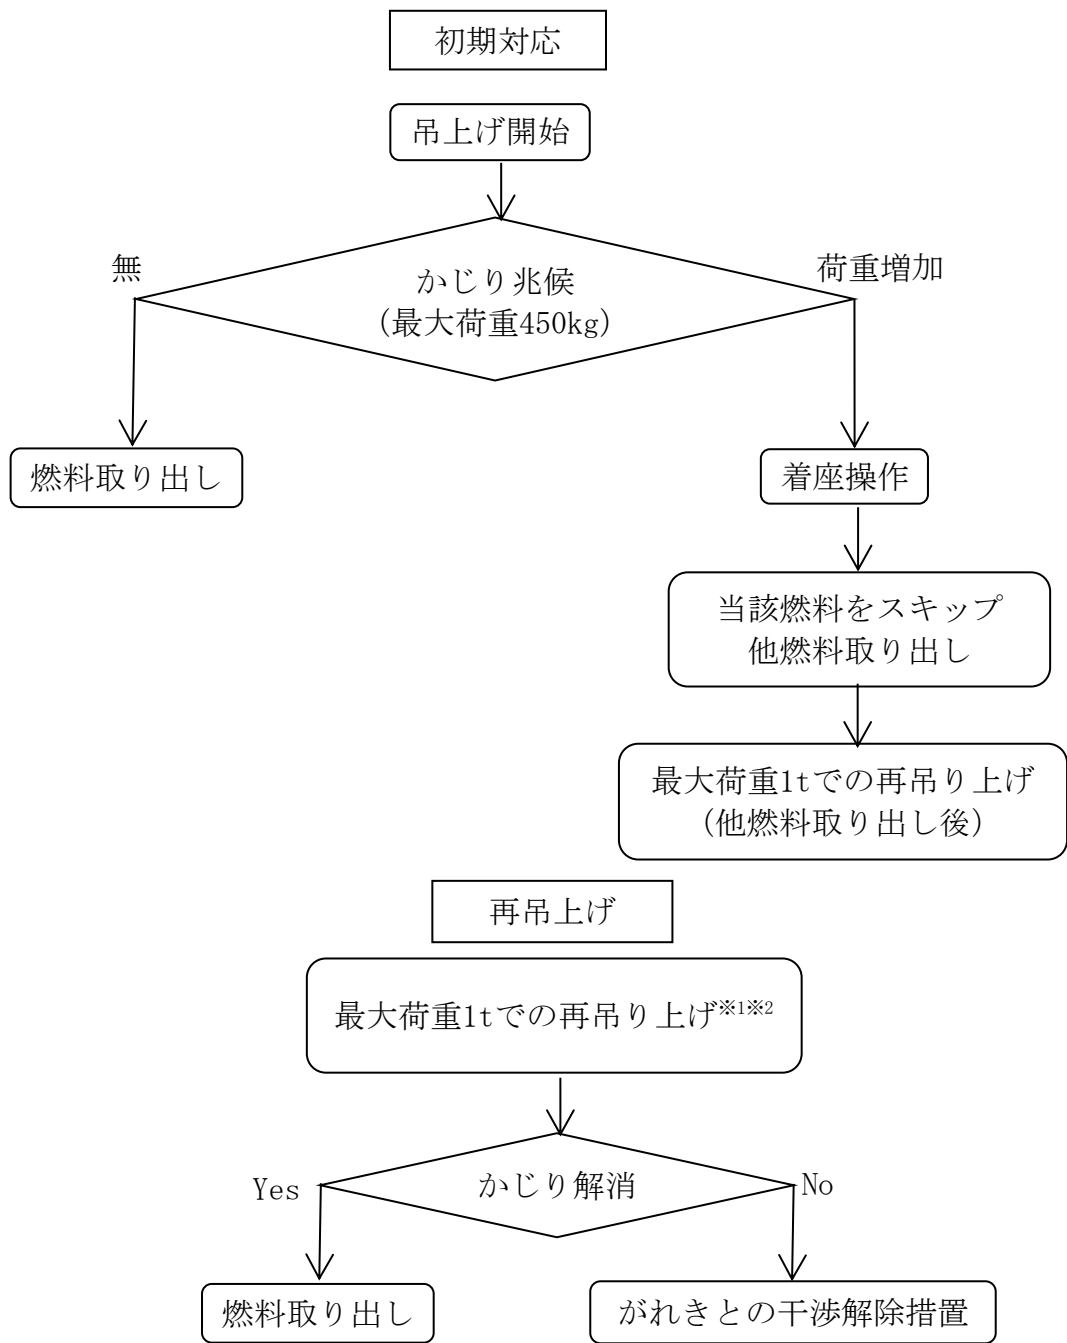 初期対応
吊上げ開始
無
かじり兆候
(最大荷重450kg)
荷重増加
燃料取り出し
着座操作
当該燃料をスキップ
他燃料取り出し
最大荷重1tでの再吊り上げ
(他燃料取り出し後)
再吊上げ
最大荷重1tでの再吊り上げ※1※2
Yes
かじり解消
No
燃料取り出し
がれきとの干渉解除措置